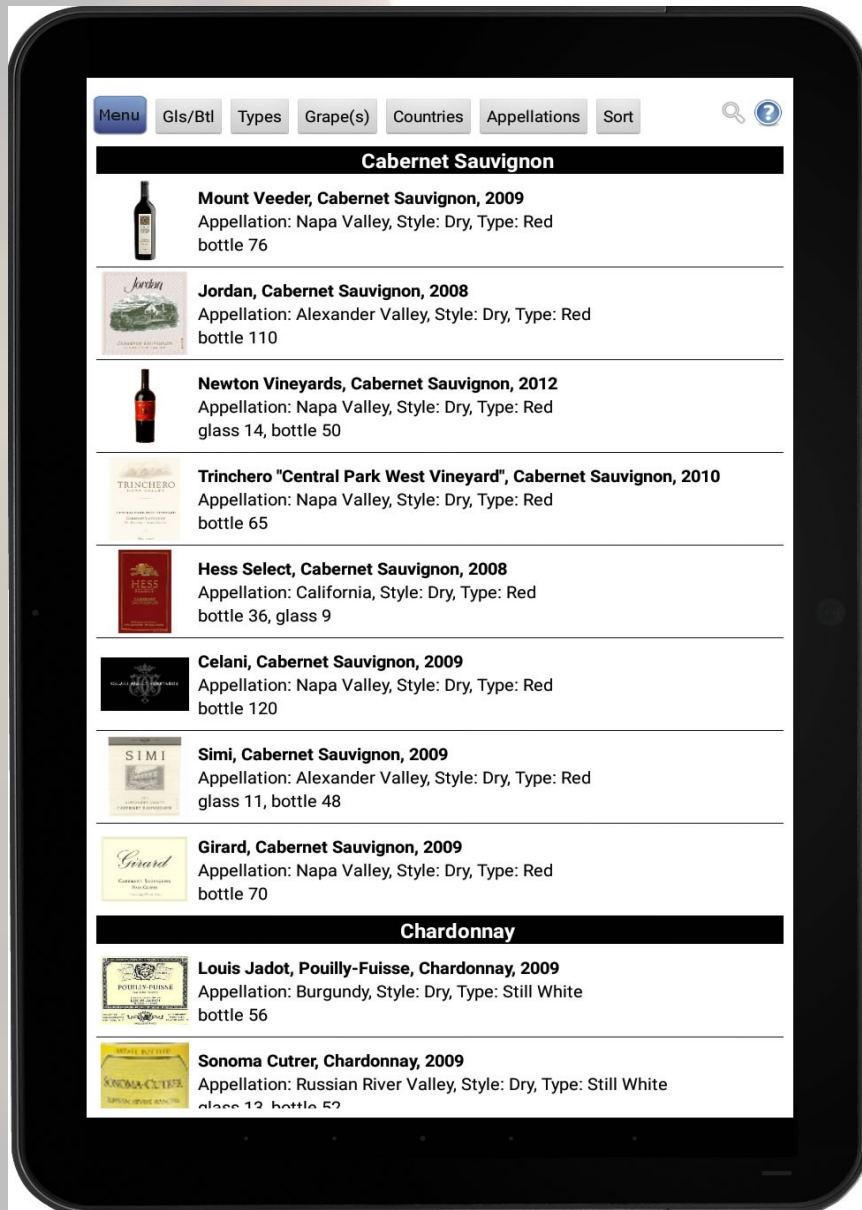 Menu Gls/Btl Types Grape(s) Countries Appellations Sort ?
Cabernet Sauvignon
Mount Veeder, Cabernet Sauvignon, 2009
Appellation: Napa Valley, Style: Dry, Type: Red
bottle 76
Jordan
Jordan, Cabernet Sauvignon, 2008
Appellation: Alexander Valley, Style: Dry, Type: Red
bottle 110
Newton Vineyards, Cabernet Sauvignon, 2012
Appellation: Napa Valley, Style: Dry, Type: Red
glass 14, bottle 50
TRINCHERO
Trinchero "Central Park West Vineyard", Cabernet Sauvignon, 2010
Appellation: Napa Valley, Style: Dry, Type: Red
bottle 65
HESS
Hess Select, Cabernet Sauvignon, 2008
Appellation: California, Style: Dry, Type: Red
bottle 36, glass 9
Celani, Cabernet Sauvignon, 2009
Appellation: Napa Valley, Style: Dry, Type: Red
bottle 120
SIMI
Simi, Cabernet Sauvignon, 2009
Appellation: Alexander Valley, Style: Dry, Type: Red
glass 11, bottle 48
Girard
Girard, Cabernet Sauvignon, 2009
Appellation: Napa Valley, Style: Dry, Type: Red
bottle 70
Chardonnay
POUILLY-FUISSÉ
Louis Jadot, Pouilly-Fuisse, Chardonnay, 2009
Appellation: Burgundy, Style: Dry, Type: Still White
bottle 56
SONOMA-CUTRER
Sonoma Cutrer, Chardonnay, 2009
Appellation: Russian River Valley, Style: Dry, Type: Still White
glass 13, bottle 52